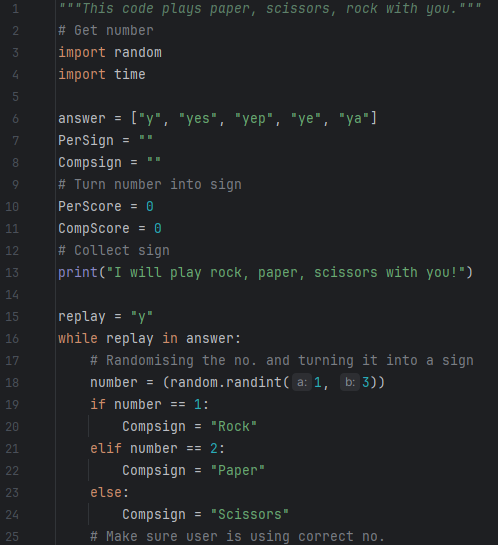 1 """This code plays paper, scissors, rock with you."""
2 # Get number
3 import random
4 import time
5
6 answer = ["y", "yes", "yep", "ye", "ya"]
7 PerSign = ""
8 Compsign = ""
9 # Turn number into sign
10 PerScore = 0
11 CompScore = 0
12 # Collect sign
13 print("I will play rock, paper, scissors with you!")
14
15 replay = "y"
16 while replay in answer:
17     # Randomising the no. and turning it into a sign
18     number = (random.randint( a: 1, b: 3))
19     if number == 1:
20         Compsign = "Rock"
21     elif number == 2:
22         Compsign = "Paper"
23     else:
24         Compsign = "Scissors"
25     # Make sure user is using correct no.